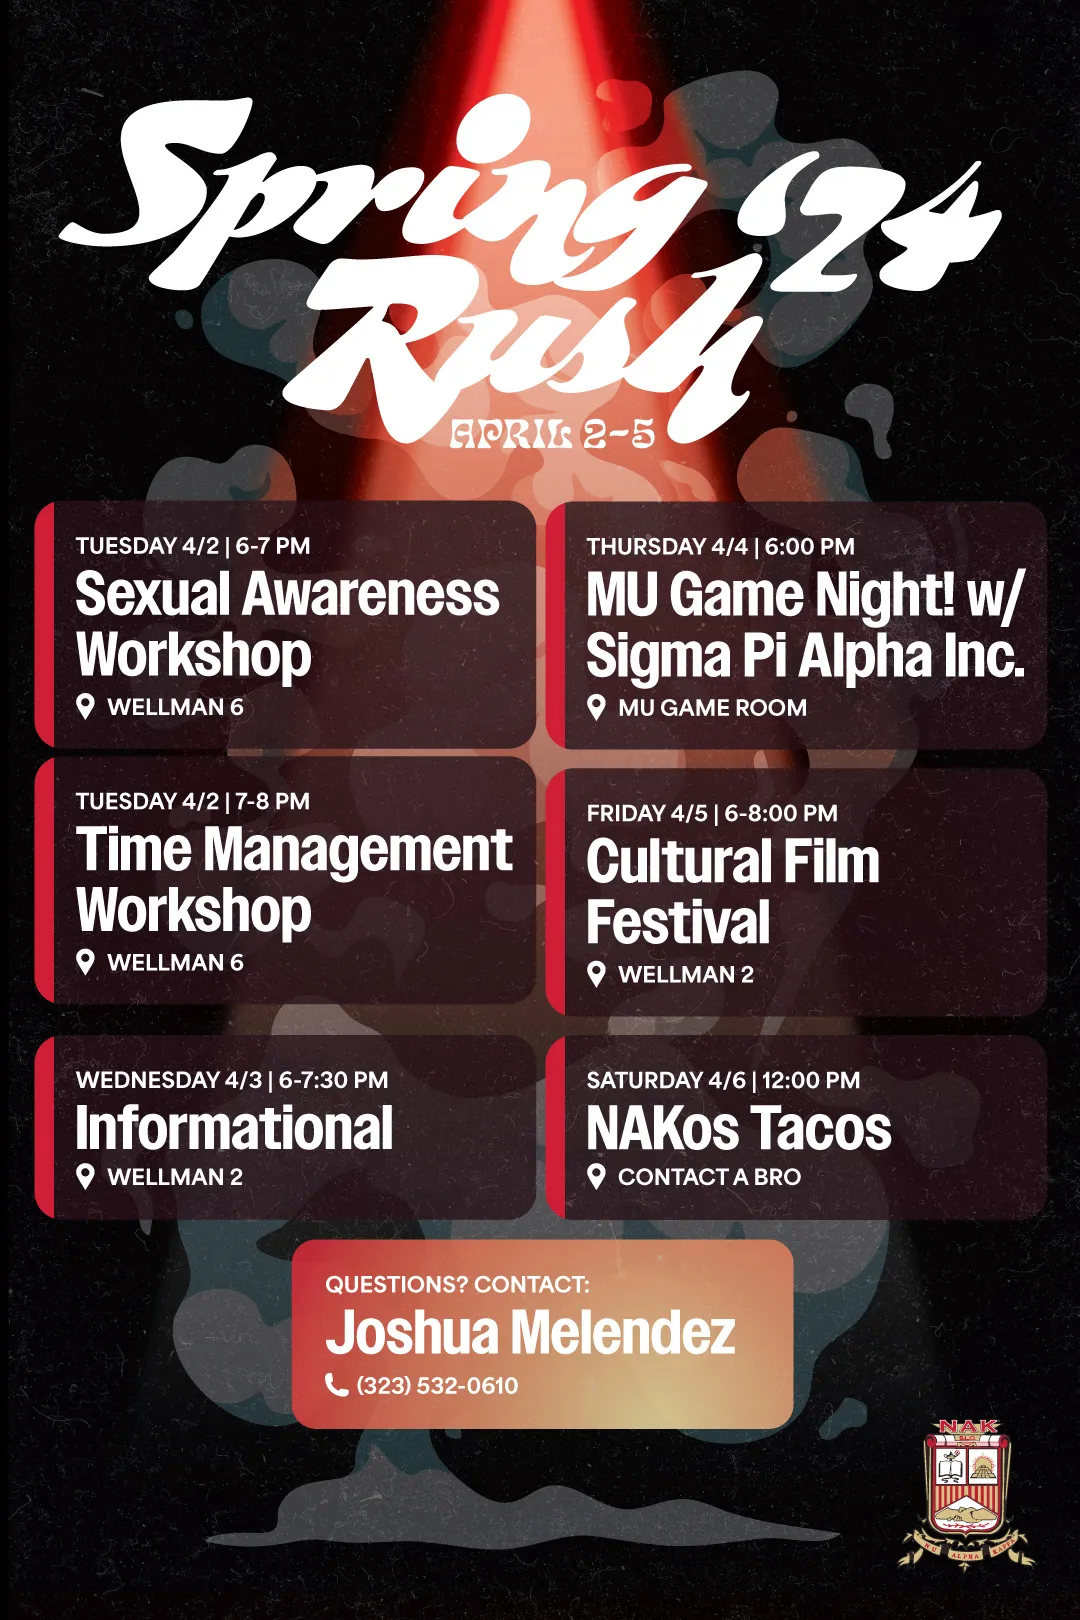 Spring '24
Rush
APRIL 2-5
TUESDAY 4/2 | 6-7 PM
Sexual Awareness
Workshop
WELLMAN 6
TUESDAY 4/2 | 7-8 PM
Time Management
Workshop
WELLMAN 6
WEDNESDAY 4/3 | 6-7:30 PM
Informational
WELLMAN 2
THURSDAY 4/4 | 6:00 PM
MU Game Night! w/
Sigma Pi Alpha Inc.
MU GAME ROOM
FRIDAY 4/5 | 6-8:00 PM
Cultural Film
Festival
WELLMAN 2
SATURDAY 4/6 | 12:00 PM
NAKos Tacos
CONTACT A BRO
QUESTIONS? CONTACT:
Joshua Melendez
(323) 532-0610
NAK
NU ALPHA KAPPA